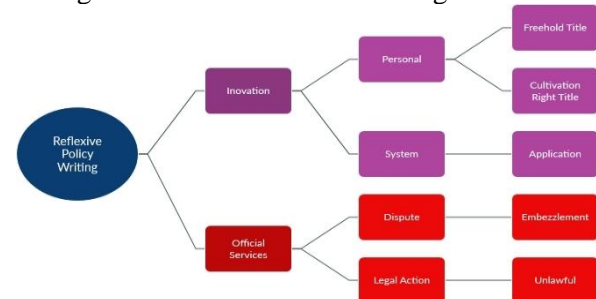 Freehold Title
Personal
Cultivation
Right Title
Inovation
Reflexive
Policy
Writing
System
Application
Dispute
Embezzlement
Official
Services
Legal Action
Unlawful